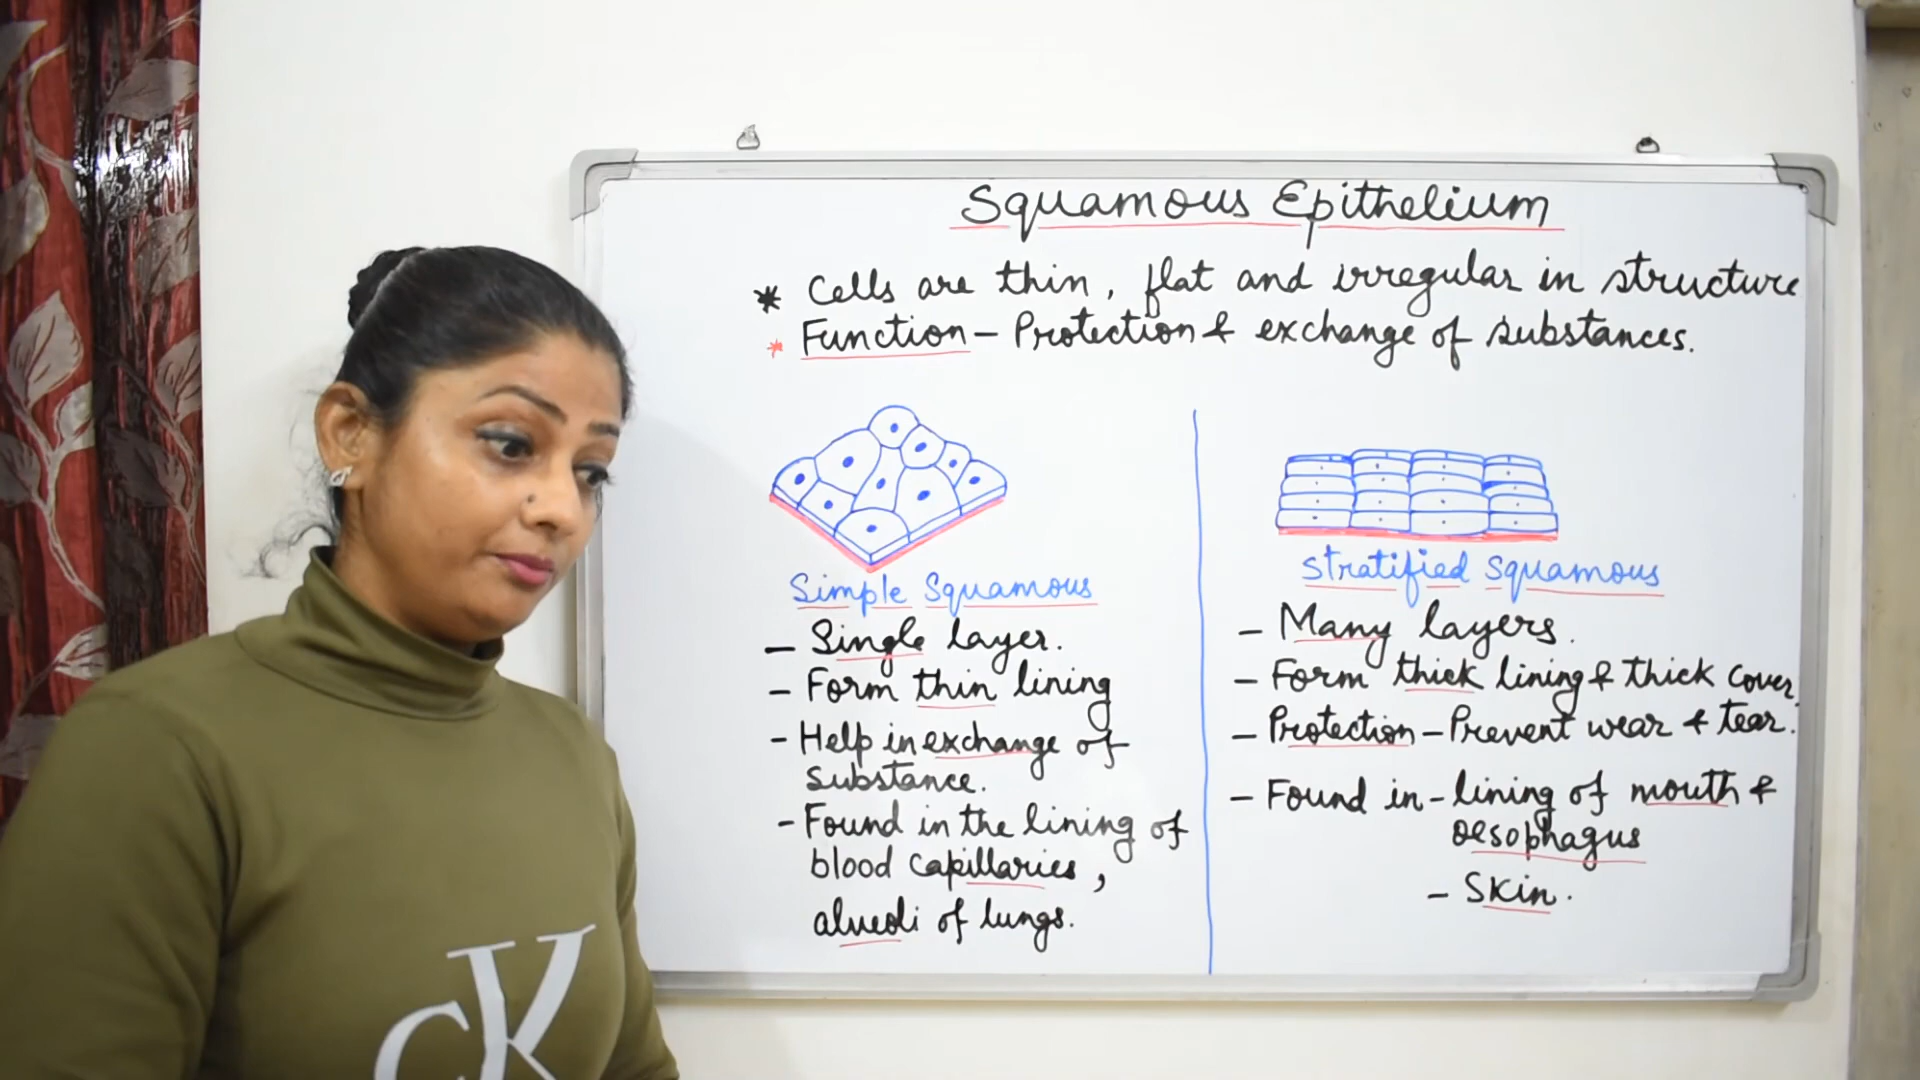 Squamous Epithelium
* Cells are thin, flat and irregular in structure
* Function - Protection & exchange of substances.
Simple Squamous
- Single layer.
- Form thin lining
- Help in exchange of
substance.
- Found in the lining of
blood capillaries,
alveoli of lungs.
Stratified Squamous
- Many layers.
- Form thick lining & thick cover.
- Protection - Prevent wear & tear.
- Found in - lining of mouth &
oesophagus
- Skin.
CK